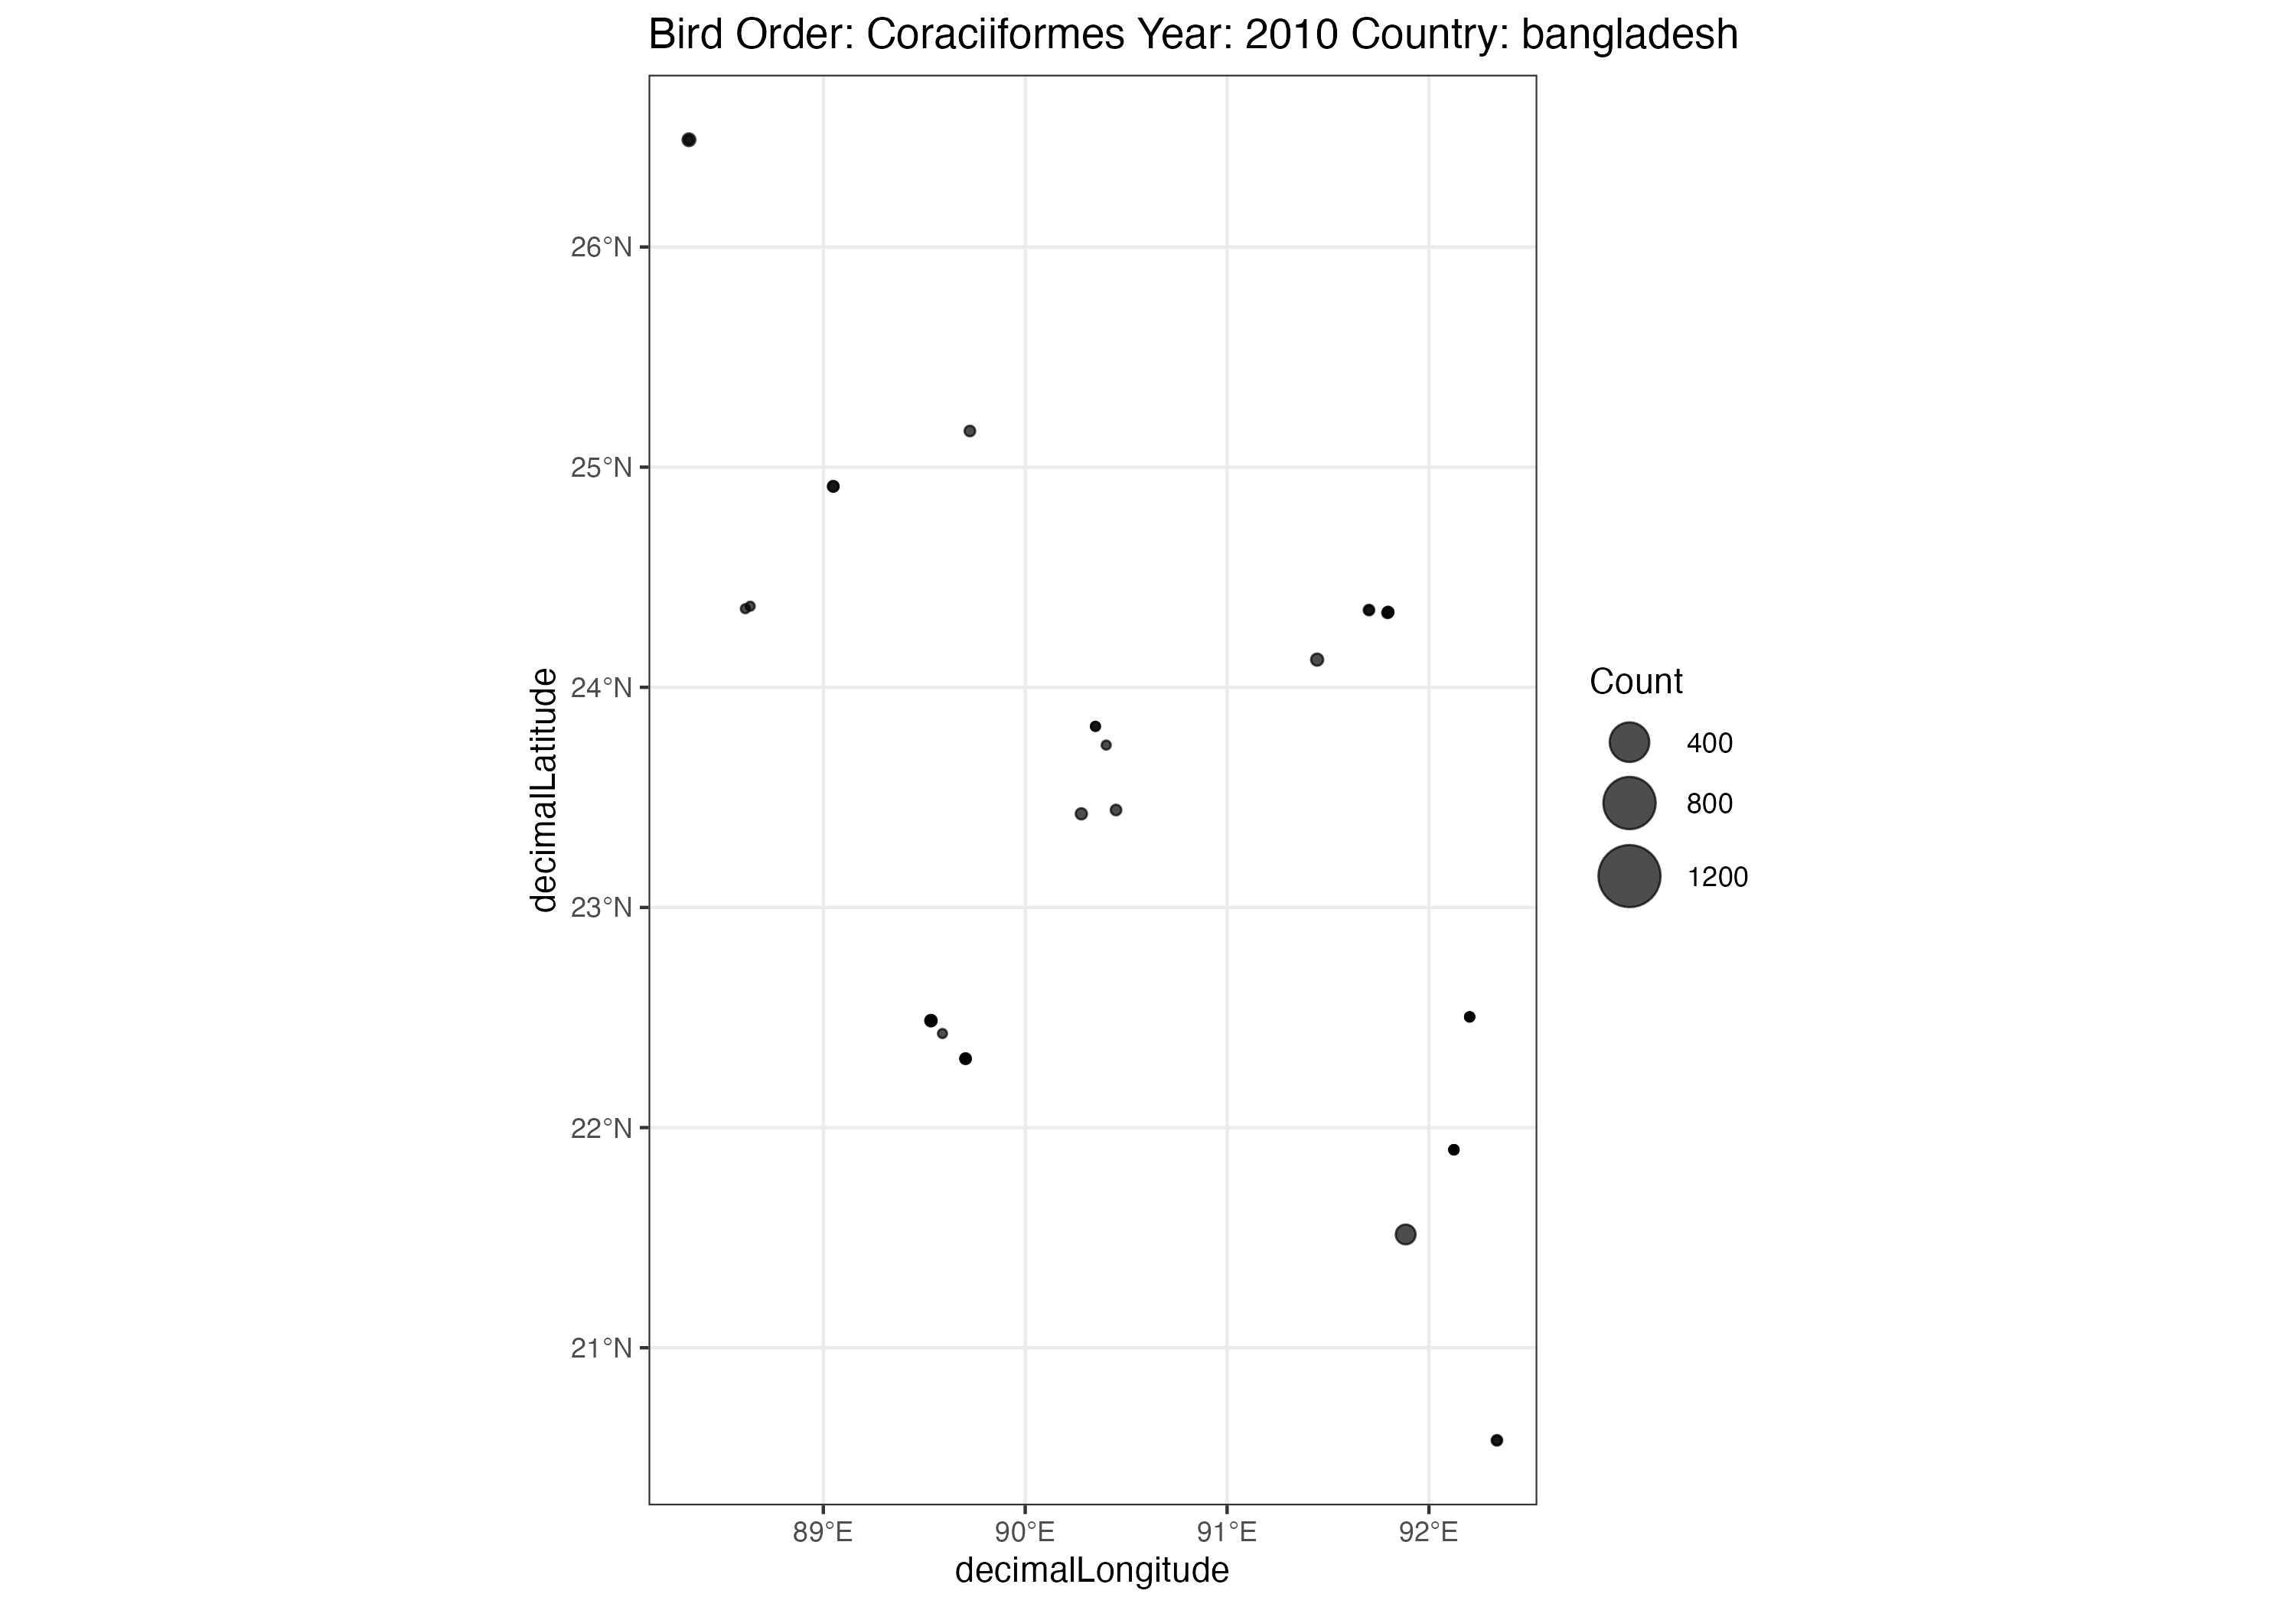 Bird Order: Coraciiformes Year: 2010 Country: bangladesh
26°N
25°N
24°N
23°N
22°N
21°N
decimalLatitude
89°E
90°E
91°E
92°E
decimalLongitude
Count
400
800
1200